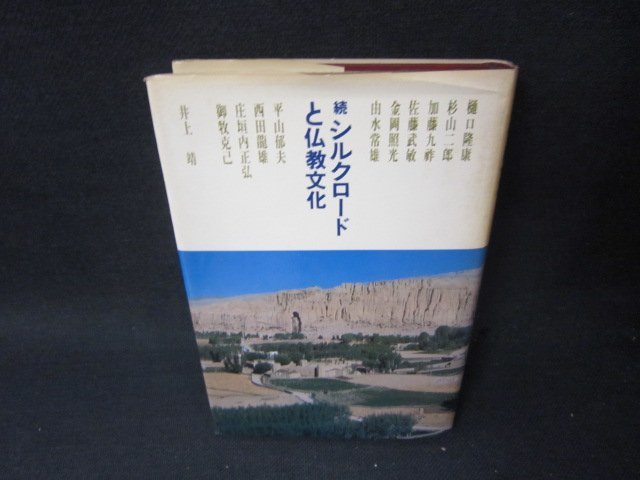 樋口隆康
杉山二郎
加藤九祚
佐藤武敏
金岡照光
由水常雄
続 シルクロード
と仏教文化
平山郁夫
西田龍雄
庄垣内正弘
御牧克己
井上 靖